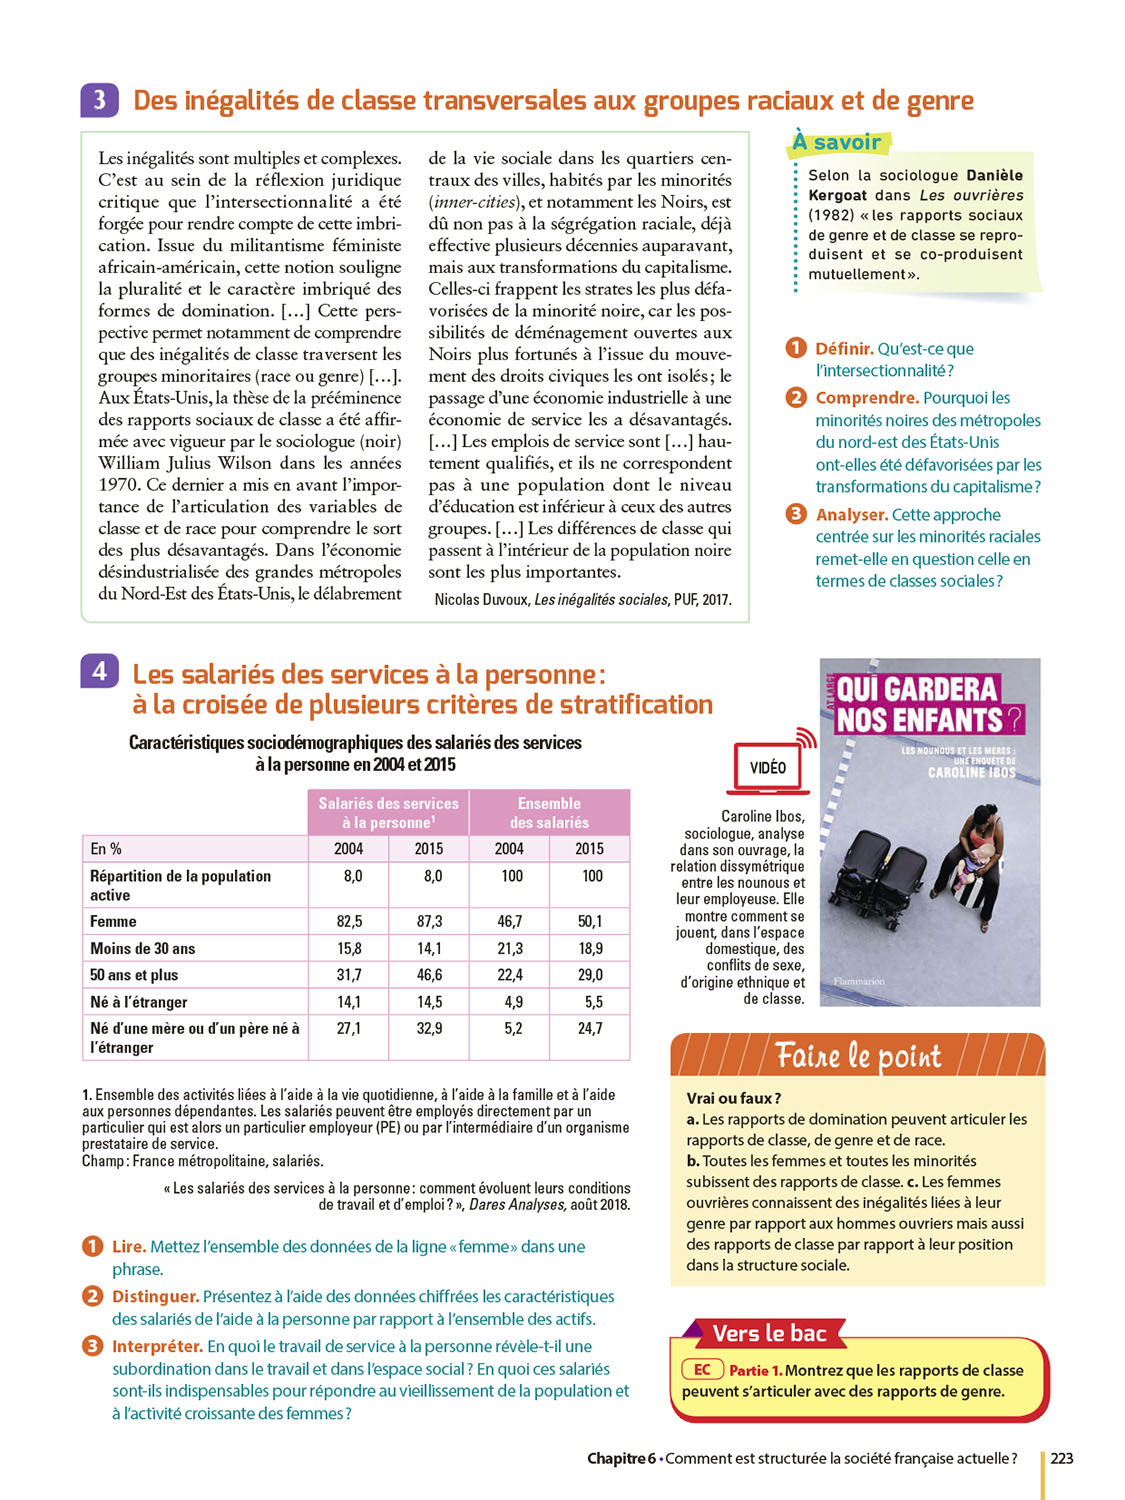 3 Des inégalités de classe transversales aux groupes raciaux et de genre
Les inégalités sont multiples et complexes.
C'est au sein de la réflexion juridique
critique que l'intersectionnalité a été
forgée pour rendre compte de cette imbri-
cation. Issue du militantisme féministe
africain-américain, cette notion souligne
la pluralité et le caractère imbriqué des
formes de domination. […] Cette pers-
pective permet notamment de comprendre
que des inégalités de classe traversent les
groupes minoritaires (race ou genre) […].
Aux États-Unis, la thèse de la prééminence
des rapports sociaux de classe a été affir-
mée avec vigueur par le sociologue (noir)
William Julius Wilson dans les années
1970. Ce dernier a mis en avant l'impor-
tance de l'articulation des variables de
classe et de race pour comprendre le sort
des plus désavantagés. Dans l'économie
désindustrialisée des grandes métropoles
du Nord-Est des États-Unis, le délabrement
de la vie sociale dans les quartiers cen-
traux des villes, habités par les minorités
(inner-cities), et notamment les Noirs, est
dû non pas à la ségrégation raciale, déjà
effective plusieurs décennies auparavant,
mais aux transformations du capitalisme.
Celles-ci frappent les strates les plus défa-
vorisées de la minorité noire, car les pos-
sibilités de déménagement ouvertes aux
Noirs plus fortunés à l'issue du mouve-
ment des droits civiques les ont isolés ; le
passage d'une économie industrielle à une
économie de service les a désavantagés.
[…] Les emplois de service sont […] hau-
tement qualifiés, et ils ne correspondent
pas à une population dont le niveau
d'éducation est inférieur à ceux des autres
groupes. […] Les différences de classe qui
passent à l'intérieur de la population noire
sont les plus importantes.
Nicolas Duvoux, Les inégalités sociales, PUF, 2017.
À savoir
Selon la sociologue Danièle
Kergoat dans Les ouvrières
(1982) « les rapports sociaux
de genre et de classe se repro-
duisent et se co-produisent
mutuellement ».
1 Définir. Qu'est-ce que
l'intersectionnalité ?
2 Comprendre. Pourquoi les
minorités noires des métropoles
du nord-est des États-Unis
ont-elles été défavorisées par les
transformations du capitalisme ?
3 Analyser. Cette approche
centrée sur les minorités raciales
remet-elle en question celle en
termes de classes sociales ?
4 Les salariés des services à la personne :
à la croisée de plusieurs critères de stratification
Caractéristiques sociodémographiques des salariés des services
à la personne en 2004 et 2015
Salariés des services Ensemble
à la personne¹ des salariés
En % 2004 2015 2004 2015
Répartition de la population 8,0 8,0 100 100
active
Femme 82,5 87,3 46,7 50,1
Moins de 30 ans 15,8 14,1 21,3 18,9
50 ans et plus 31,7 46,6 22,4 29,0
Né à l'étranger 14,1 14,5 4,9 5,5
Né d'une mère ou d'un père né à 27,1 32,9 5,2 24,7
l'étranger
1. Ensemble des activités liées à l'aide à la vie quotidienne, à l'aide à la famille et à l'aide
aux personnes dépendantes. Les salariés peuvent être employés directement par un
particulier qui est alors un particulier employeur (PE) ou par l'intermédiaire d'un organisme
prestataire de service.
Champ : France métropolitaine, salariés.
« Les salariés des services à la personne : comment évoluent leurs conditions
de travail et d'emploi ? », Dares Analyses, août 2018.
1 Lire. Mettez l'ensemble des données de la ligne « femme » dans une
phrase.
2 Distinguer. Présentez à l'aide des données chiffrées les caractéristiques
des salariés de l'aide à la personne par rapport à l'ensemble des actifs.
3 Interpréter. En quoi le travail de service à la personne révèle-t-il une
subordination dans le travail et dans l'espace social ? En quoi ces salariés
sont-ils indispensables pour répondre au vieillissement de la population et
à l'activité croissante des femmes ?
VIDÉO
Caroline Ibos,
sociologue, analyse
dans son ouvrage, la
relation dissymétrique
entre les nounous et
leur employeuse. Elle
montre comment se
jouent, dans l'espace
domestique, des
conflits de sexe,
d'origine ethnique et
de classe.
AT LARGE
QUI GARDERA
NOS ENFANTS ?
LES NOUNOUS ET LES MÈRES :
UNE ENQUÊTE DE
CAROLINE IBOS
Flammarion
Faire le point
Vrai ou faux ?
a. Les rapports de domination peuvent articuler les
rapports de classe, de genre et de race.
b. Toutes les femmes et toutes les minorités
subissent des rapports de classe. c. Les femmes
ouvrières connaissent des inégalités liées à leur
genre par rapport aux hommes ouvriers mais aussi
des rapports de classe par rapport à leur position
dans la structure sociale.
Vers le bac
EC Partie 1. Montrez que les rapports de classe
peuvent s'articuler avec des rapports de genre.
Chapitre 6 • Comment est structurée la société française actuelle ? 223